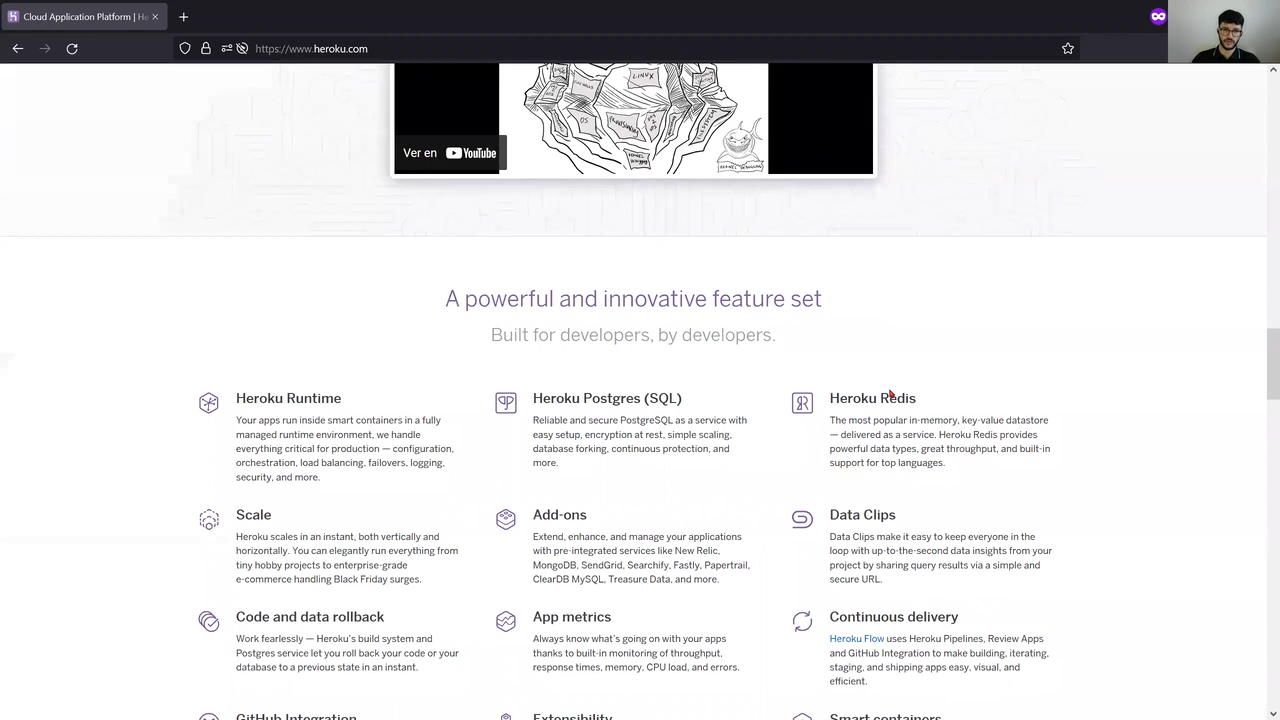 Cloud Application Platform | He
https://www.heroku.com
LINUX
OS
Ver en YouTube
A powerful and innovative feature set
Built for developers, by developers.
Heroku Runtime
Your apps run inside smart containers in a fully
managed runtime environment, we handle
everything critical for production — configuration,
orchestration, load balancing, failovers, logging,
security, and more.
Heroku Postgres (SQL)
Reliable and secure PostgreSQL as a service with
easy setup, encryption at rest, simple scaling,
database forking, continuous protection, and
more.
Heroku Redis
The most popular in-memory, key-value datastore
— delivered as a service. Heroku Redis provides
powerful data types, great throughput, and built-in
support for top languages.
Scale
Heroku scales in an instant, both vertically and
horizontally. You can elegantly run everything from
tiny hobby projects to enterprise-grade
e-commerce handling Black Friday surges.
Add-ons
Extend, enhance, and manage your applications
with pre-integrated services like New Relic,
MongoDB, SendGrid, Searchify, Fastly, Papertrail,
ClearDB MySQL, Treasure Data, and more.
Data Clips
Data Clips make it easy to keep everyone in the
loop with up-to-the-second data insights from your
project by sharing query results via a simple and
secure URL.
Code and data rollback
Work fearlessly — Heroku's build system and
Postgres service let you roll back your code or your
database to a previous state in an instant.
App metrics
Always know what's going on with your apps
thanks to built-in monitoring of throughput,
response times, memory, CPU load, and errors.
Continuous delivery
Heroku Flow uses Heroku Pipelines, Review Apps
and GitHub Integration to make building, iterating,
staging, and shipping apps easy, visual, and
efficient.
GitHub Integration
Extensibility
Smart containers